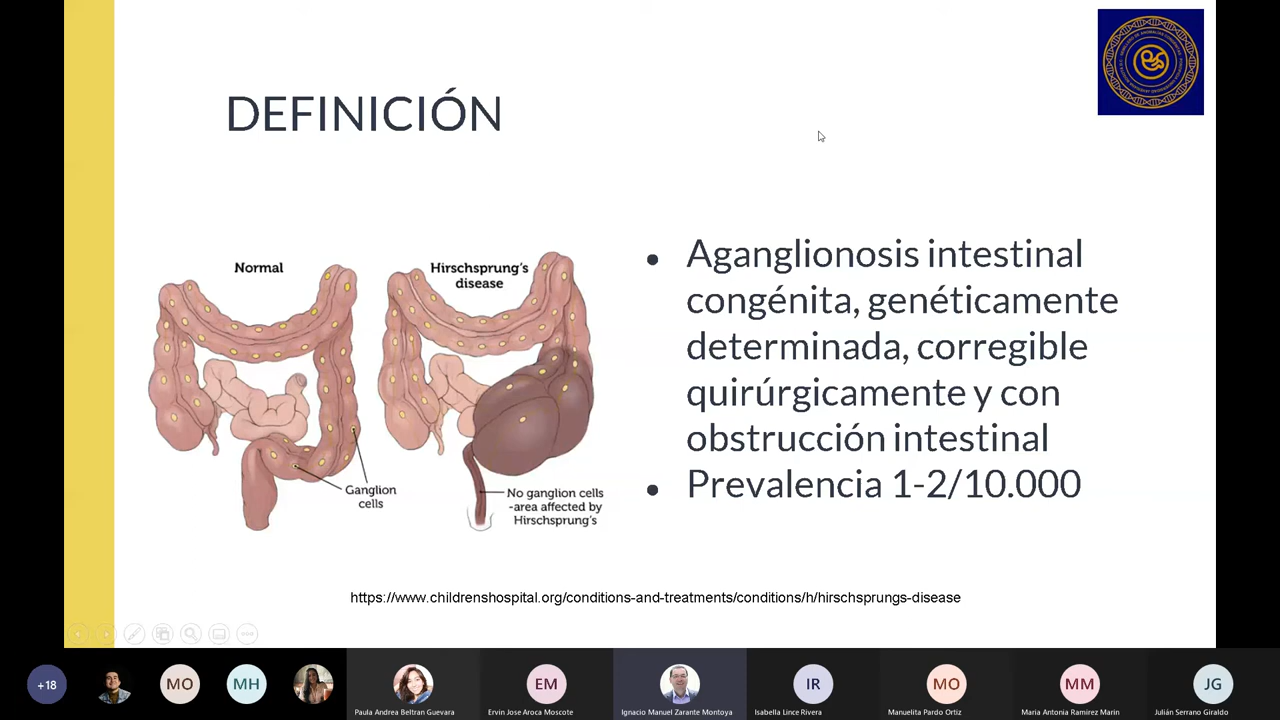 DEFINICIÓN
Normal
Hirschsprung's
disease
Ganglion
cells
No ganglion cells
-area affected by
Hirschsprung's
• Aganglionosis intestinal
congénita, genéticamente
determinada, corregible
quirúrgicamente y con
obstrucción intestinal
• Prevalencia 1-2/10.000
https://www.childrenshospital.org/conditions-and-treatments/conditions/h/hirschsprungs-disease
+18
MO
MH
Paula Andrea Beltran Guevara
EM
Ervin Jose Aroca Moscote
Ignacio Manuel Zarante Montoya
IR
Isabella Lince Rivera
MO
Manuelita Pardo Ortiz
MM
Maria Antonia Ramirez Marin
JG
Julián Serrano Giraldo